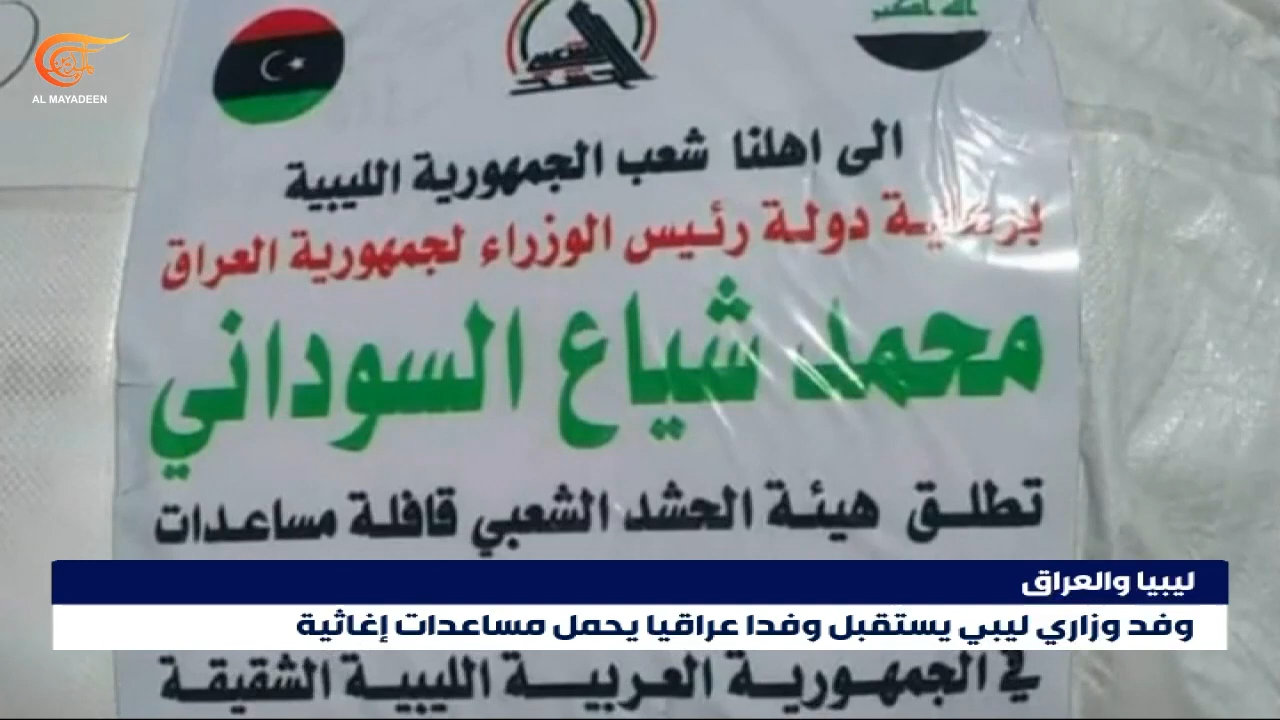 AL MAYADEEN
الله اكبر
الى اهلنا شعب الجمهورية الليبية
برعاية دولة رئيس الوزراء لجمهورية العراق
محمد شياع السوداني
تطلق هيئة الحشد الشعبي قافلة مساعدات
ليبيا والعراق
وفد وزاري ليبي يستقبل وفدا عراقيا يحمل مساعدات إغاثية
في الجمهورية العربية الليبية الشقيقة